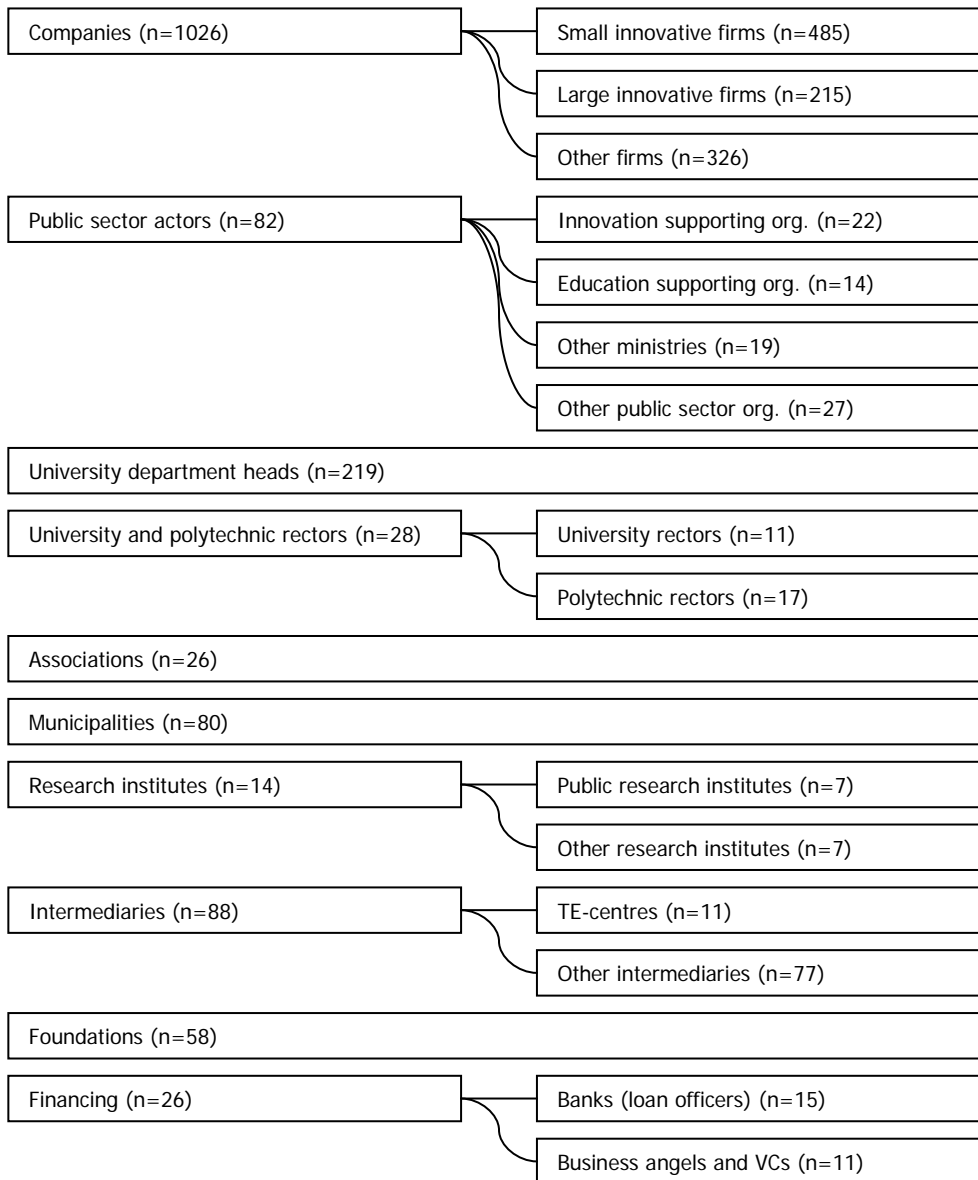 Companies (n=1026)
Small innovative firms (n=485)
Large innovative firms (n=215)
Other firms (n=326)
Public sector actors (n=82)
Innovation supporting org. (n=22)
Education supporting org. (n=14)
Other ministries (n=19)
Other public sector org. (n=27)
University department heads (n=219)
University and polytechnic rectors (n=28)
University rectors (n=11)
Polytechnic rectors (n=17)
Associations (n=26)
Municipalities (n=80)
Research institutes (n=14)
Public research institutes (n=7)
Other research institutes (n=7)
Intermediaries (n=88)
TE-centres (n=11)
Other intermediaries (n=77)
Foundations (n=58)
Financing (n=26)
Banks (loan officers) (n=15)
Business angels and VCs (n=11)